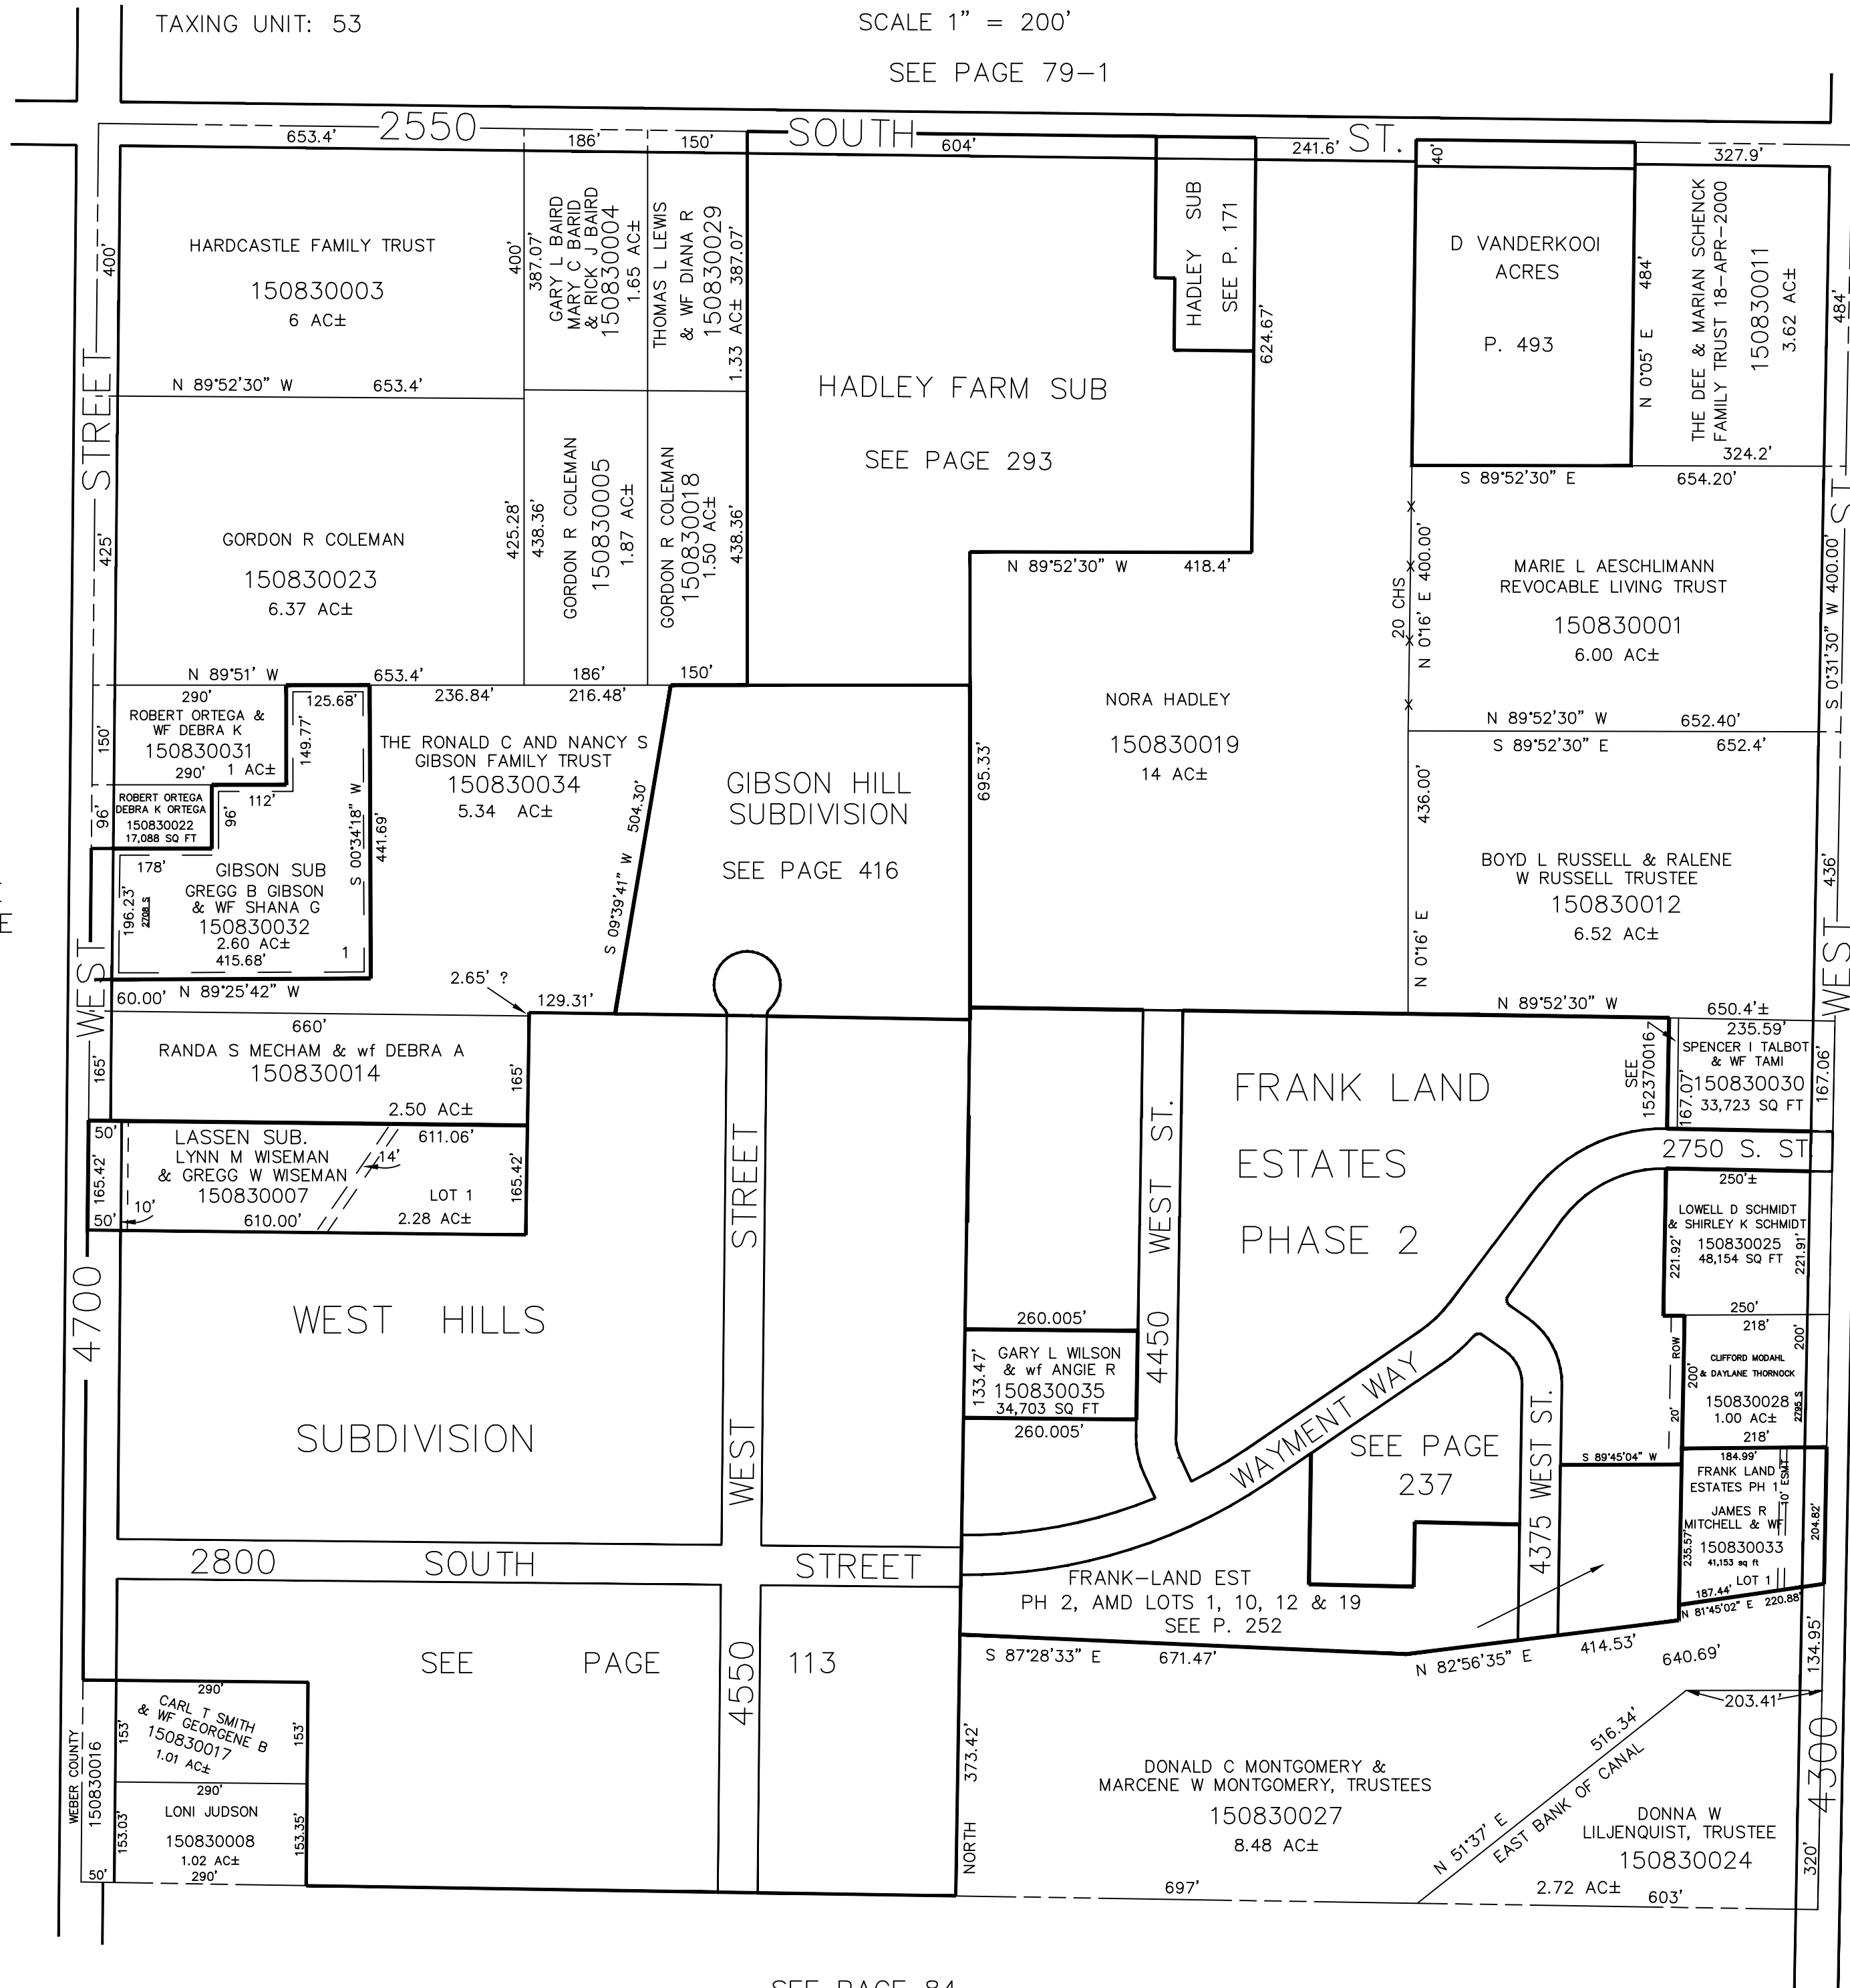 TAXING UNIT: 53
SCALE 1" = 200'
SEE PAGE 79-1
2550 SOUTH ST.
653.4'
186'
150'
604'
241.6'
40'
327.9'
400'
HARDCASTLE FAMILY TRUST
150830003
6 AC±
400'
387.07'
GARY L BAIRD
MARY C BARID
& RICK J BAIRD
150830004
1.65 AC±
THOMAS L LEWIS
& WF DIANA R
150830029
1.33 AC± 387.07'
HADLEY SUB
SEE P. 171
624.67'
D VANDERKOOI
ACRES
P. 493
N 0°05' E 484'
THE DEE & MARIAN SCHENCK
FAMILY TRUST 18-APR-2000
150830011
3.62 AC±
484'
N 89°52'30" W 653.4'
HADLEY FARM SUB
SEE PAGE 293
324.2'
S 89°52'30" E 654.20'
425'
GORDON R COLEMAN
150830023
6.37 AC±
425.28'
438.36'
GORDON R COLEMAN
150830005
1.87 AC±
GORDON R COLEMAN
150830018
1.50 AC±
438.36'
N 89°52'30" W 418.4'
20 CHS
N 0°16' E 400.00'
MARIE L AESCHLIMANN
REVOCABLE LIVING TRUST
150830001
6.00 AC±
S 0°31'30" W 400.00'
N 89°51' W 653.4'
186'
150'
290'
125.68'
236.84'
216.48'
150'
ROBERT ORTEGA &
WF DEBRA K
150830031
290' 1 AC±
149.77'
THE RONALD C AND NANCY S
GIBSON FAMILY TRUST
150830034
5.34 AC±
S 09°39'41" W 504.30'
GIBSON HILL
SUBDIVISION
SEE PAGE 416
695.33'
NORA HADLEY
150830019
14 AC±
N 89°52'30" W 652.40'
S 89°52'30" E 652.4'
96'
ROBERT ORTEGA
DEBRA K ORTEGA
150830022
17,088 SQ FT
96'
112'
S 00°34'18" W
441.69'
178'
196.23'
2708 S
GIBSON SUB
GREGG B GIBSON
& WF SHANA G
150830032
2.60 AC±
415.68'
1
436.00'
N 0°16' E
BOYD L RUSSELL & RALENE
W RUSSELL TRUSTEE
150830012
6.52 AC±
436'
60.00' N 89°25'42" W
2.65' ?
129.31'
N 89°52'30" W 650.4'±
660'
165'
RANDA S MECHAM & wf DEBRA A
150830014
2.50 AC±
165'
SEE
152370016?
235.59'
SPENCER I TALBOT
& WF TAMI
150830030
33,723 SQ FT
167.07'
167.06'
50'
LASSEN SUB.
LYNN M WISEMAN
& GREGG W WISEMAN
150830007
611.06'
14'
165.42'
165.42'
LOT 1
2.28 AC±
10'
50'
610.00'
FRANK LAND
ESTATES
PHASE 2
2750 S. ST.
250'±
LOWELL D SCHMIDT
& SHIRLEY K SCHMIDT
150830025
48,154 SQ FT
221.92'
221.91'
250'
WEST HILLS
SUBDIVISION
260.005'
133.47'
GARY L WILSON
& wf ANGIE R
150830035
34,703 SQ FT
260.005'
218'
CLIFFORD MODAHL
& DAYLANE THORNOCK
150830028
1.00 AC±
200'
200'
2795 S
218'
20' ROW
WAYMENT WAY
SEE PAGE
237
S 89°45'04" W
184.99'
FRANK LAND
ESTATES PH 1
JAMES R
MITCHELL & WF
150830033
41,153 sq ft
LOT 1
10' ESMT
235.57'
204.82'
187.44'
N 81°45'02" E 220.88'
2800 SOUTH STREET
FRANK-LAND EST
PH 2, AMD LOTS 1, 10, 12 & 19
SEE P. 252
S 87°28'33" E 671.47'
N 82°56'35" E 414.53'
640.69'
134.95'
203.41'
SEE PAGE 113
290'
153'
CARL T SMITH
& WF GEORGENE B
150830017
1.01 AC±
153'
290'
153.03'
LONI JUDSON
150830008
1.02 AC±
153.35'
290'
WEBER COUNTY
150830016
50'
373.42'
NORTH
DONALD C MONTGOMERY &
MARCENE W MONTGOMERY, TRUSTEES
150830027
8.48 AC±
516.34'
N 51°37' E
EAST BANK OF CANAL
DONNA W
LILJENQUIST, TRUSTEE
150830024
2.72 AC±
320'
697'
603'
4700 WEST STREET
4550 WEST STREET
4450 WEST ST.
4375 WEST ST.
4300 WEST ST.
E
SEE PAGE 84